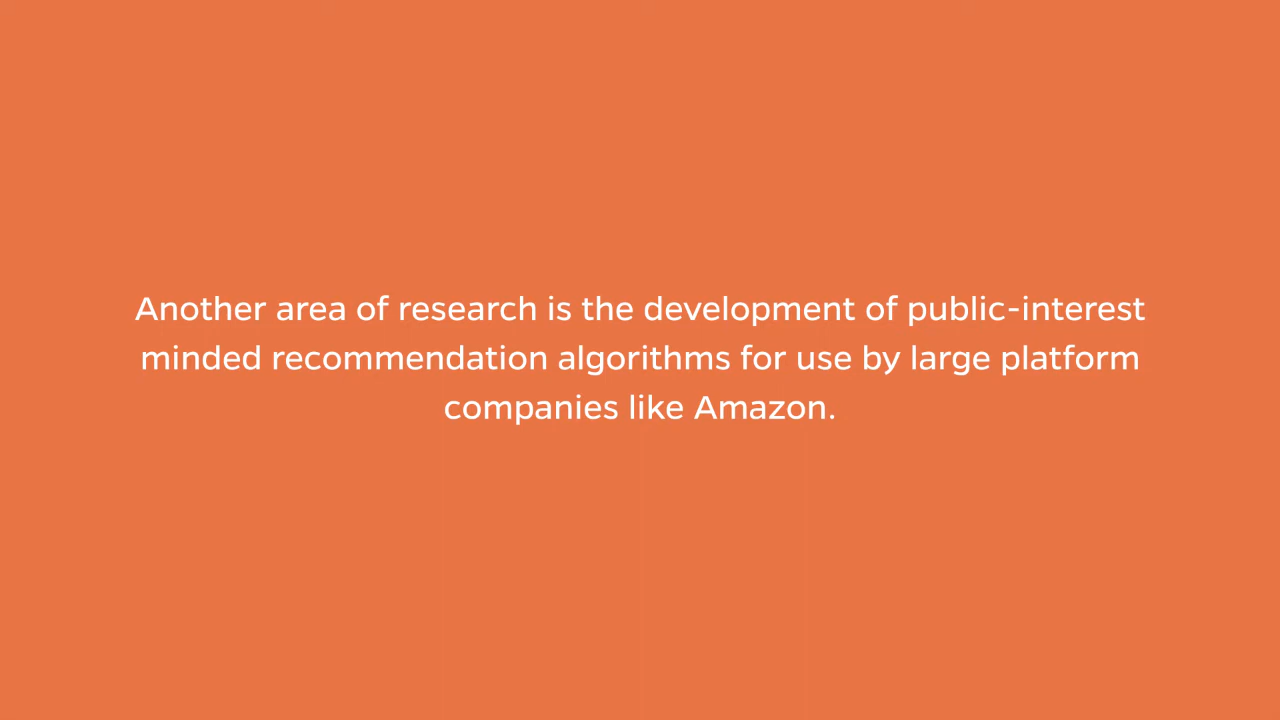 Another area of research is the development of public-interest
minded recommendation algorithms for use by large platform
companies like Amazon.